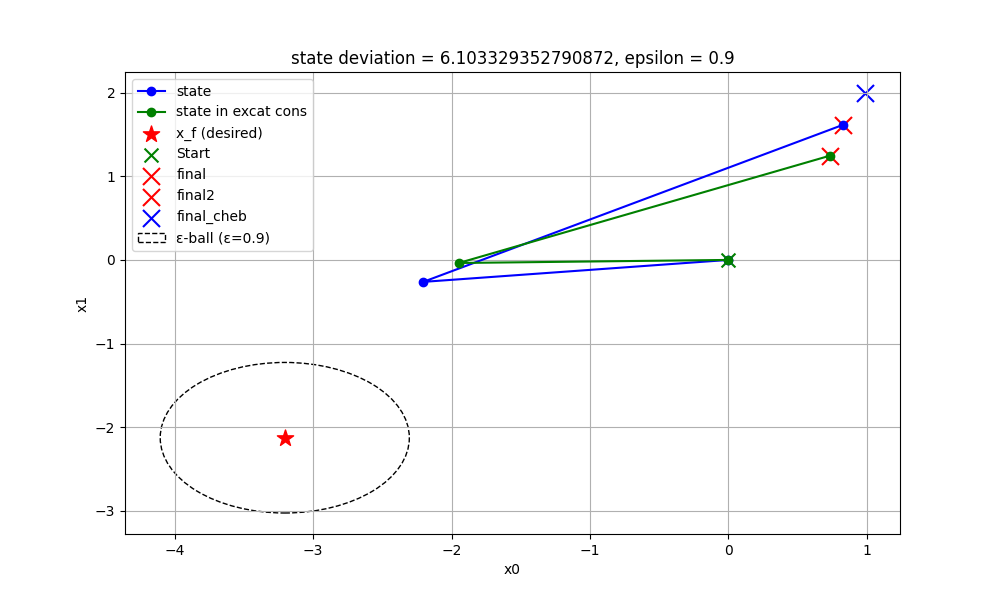 state deviation = 6.103329352790872, epsilon = 0.9
state
state in excat cons
x_f (desired)
Start
final
final2
final_cheb
ε-ball (ε=0.9)
2
1
0
−1
−2
−3
x1
−4
−3
−2
−1
0
1
x0